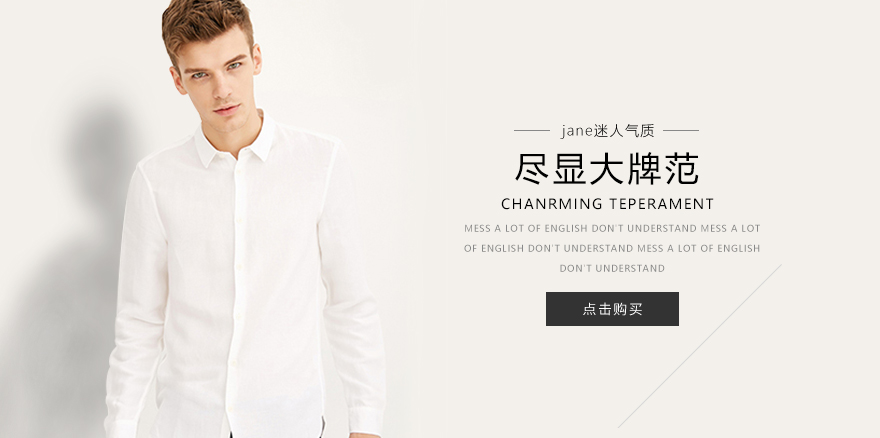 jane迷人气质
尽显大牌范
CHANRMING TEPERAMENT
MESS A LOT OF ENGLISH DON'T UNDERSTAND MESS A LOT
OF ENGLISH DON'T UNDERSTAND MESS A LOT OF ENGLISH
DON'T UNDERSTAND
点击购买